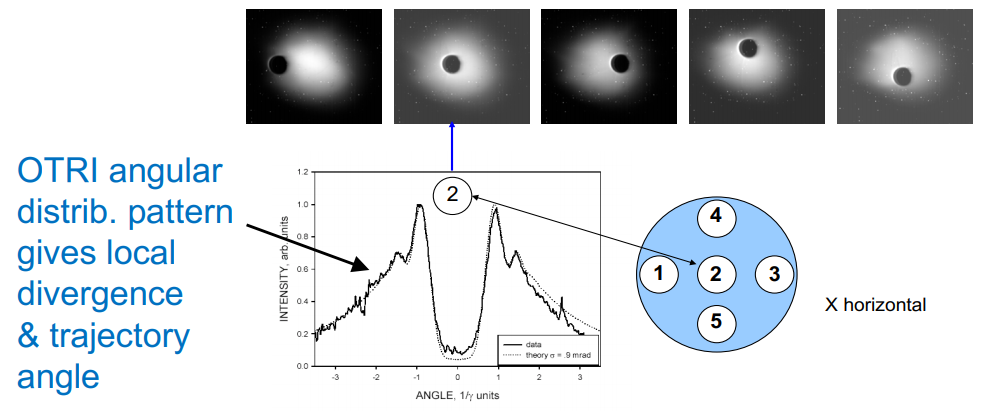 OTRI angular
distrib. pattern
gives local
divergence
& trajectory
angle
INTENSITY, arb. units
1.2
1.0
0.8
0.6
0.4
0.2
0.0
2
data
theory σ = .9 mrad
-3 -2 -1 0 1 2 3
ANGLE, 1/γ units
4
1 2 3
5
X horizontal